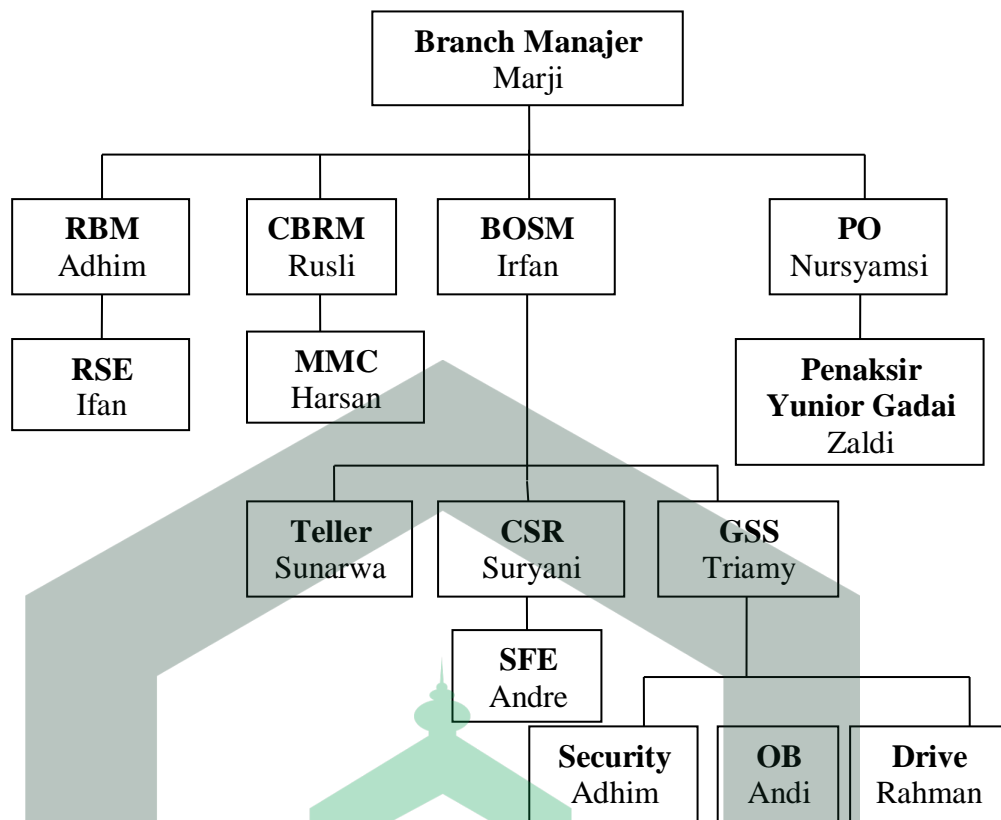 Branch Manajer
Marji
RBM
Adhim
CBRM
Rusli
BOSM
Irfan
PO
Nursyamsi
RSE
Ifan
MMC
Harsan
Penaksir
Yunior Gadai
Zaldi
Teller
Sunarwa
CSR
Suryani
GSS
Triamy
SFE
Andre
Security
Adhim
OB
Andi
Drive
Rahman